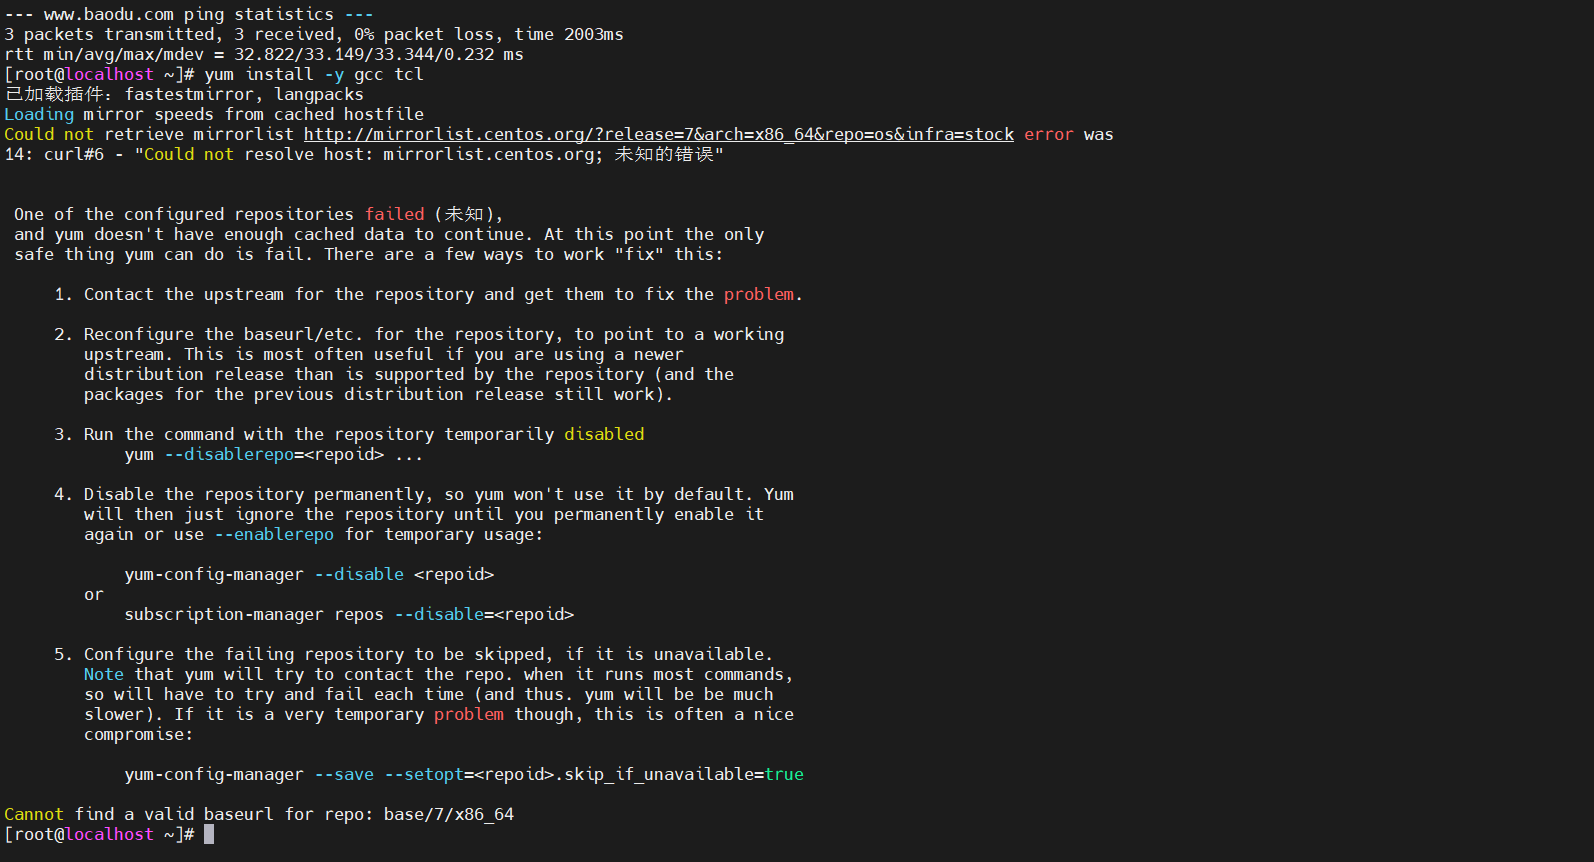 --- www.baodu.com ping statistics ---
3 packets transmitted, 3 received, 0% packet loss, time 2003ms
rtt min/avg/max/mdev = 32.822/33.149/33.344/0.232 ms
[root@localhost ~]# yum install -y gcc tcl
已加载插件：fastestmirror, langpacks
Loading mirror speeds from cached hostfile
Could not retrieve mirrorlist http://mirrorlist.centos.org/?release=7&arch=x86_64&repo=os&infra=stock error was
14: curl#6 - "Could not resolve host: mirrorlist.centos.org; 未知的错误"
One of the configured repositories failed (未知),
and yum doesn't have enough cached data to continue. At this point the only
safe thing yum can do is fail. There are a few ways to work "fix" this:
1. Contact the upstream for the repository and get them to fix the problem.
2. Reconfigure the baseurl/etc. for the repository, to point to a working
upstream. This is most often useful if you are using a newer
distribution release than is supported by the repository (and the
packages for the previous distribution release still work).
3. Run the command with the repository temporarily disabled
yum --disablerepo=<repoid> ...
4. Disable the repository permanently, so yum won't use it by default. Yum
will then just ignore the repository until you permanently enable it
again or use --enablerepo for temporary usage:
yum-config-manager --disable <repoid>
or
subscription-manager repos --disable=<repoid>
5. Configure the failing repository to be skipped, if it is unavailable.
Note that yum will try to contact the repo. when it runs most commands,
so will have to try and fail each time (and thus. yum will be be much
slower). If it is a very temporary problem though, this is often a nice
compromise:
yum-config-manager --save --setopt=<repoid>.skip_if_unavailable=true
Cannot find a valid baseurl for repo: base/7/x86_64
[root@localhost ~]#